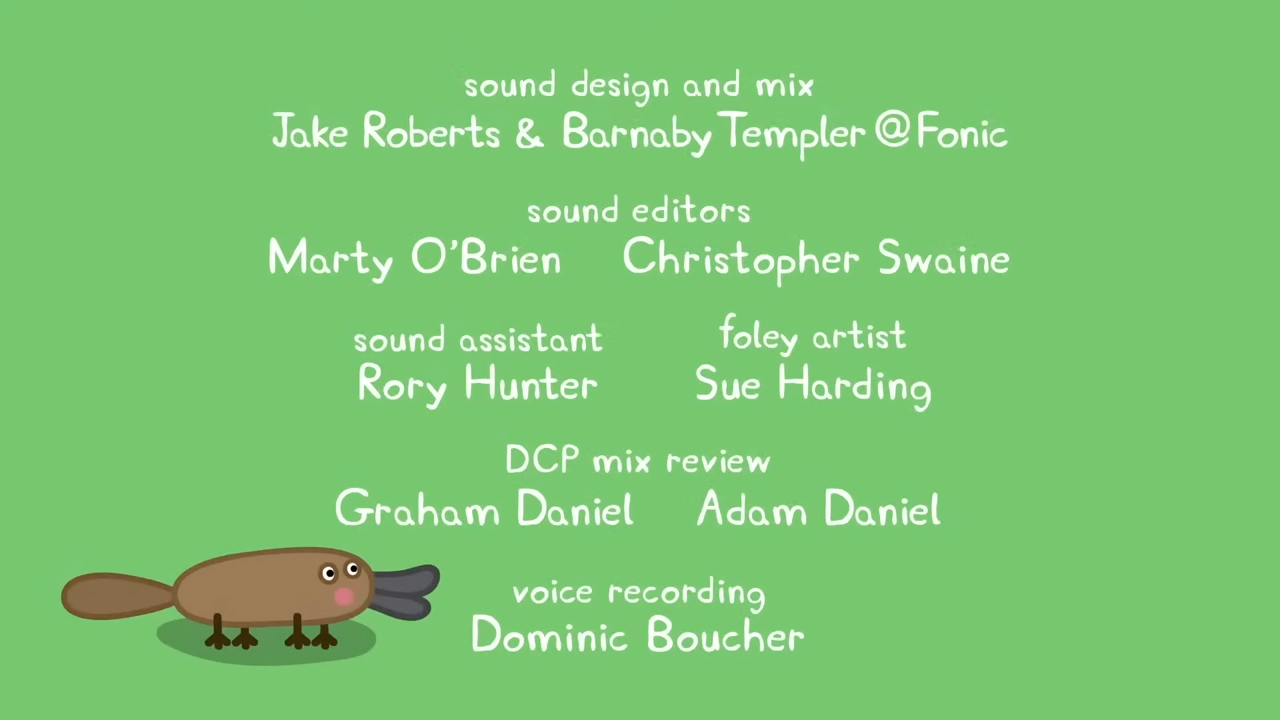 sound design and mix
Jake Roberts & Barnaby Templer @ Fonic
sound editors
Marty O'Brien Christopher Swaine
sound assistant foley artist
Rory Hunter Sue Harding
DCP mix review
Graham Daniel Adam Daniel
voice recording
Dominic Boucher